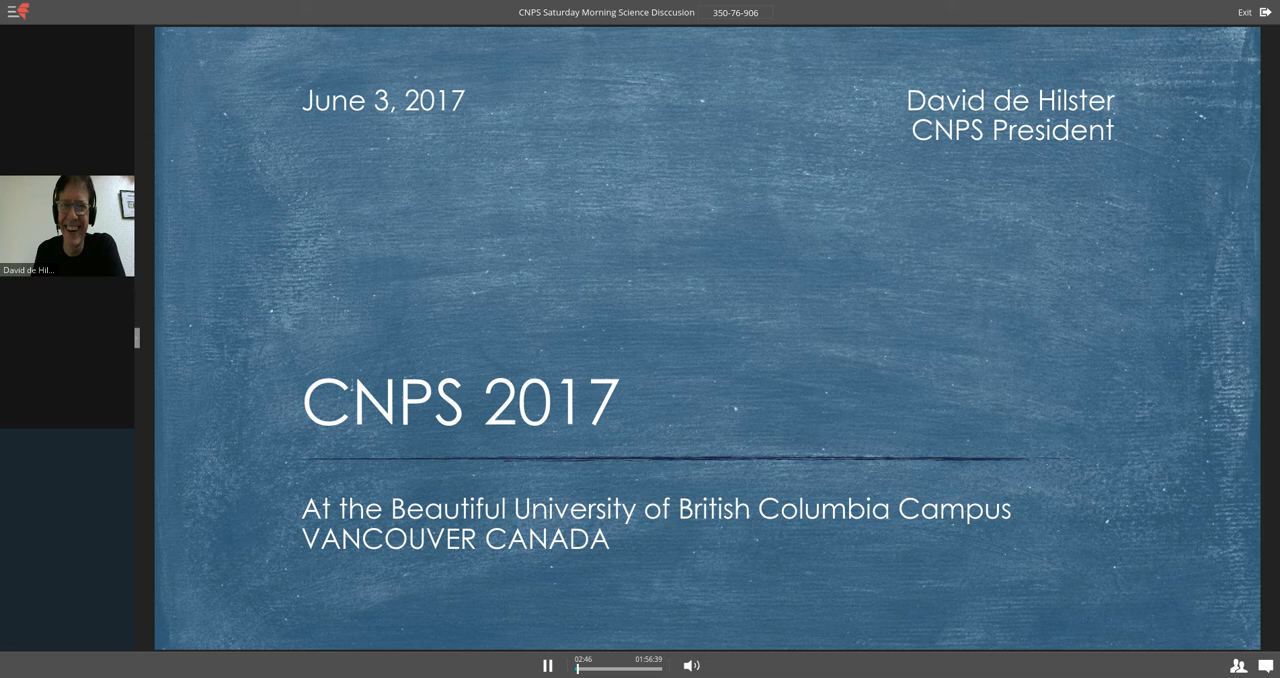 CNPS Saturday Morning Science Disccusion 350-76-906 Exit
June 3, 2017
David de Hilster
CNPS President
David de Hil...
CNPS 2017
At the Beautiful University of British Columbia Campus
VANCOUVER CANADA
02:46 01:56:39